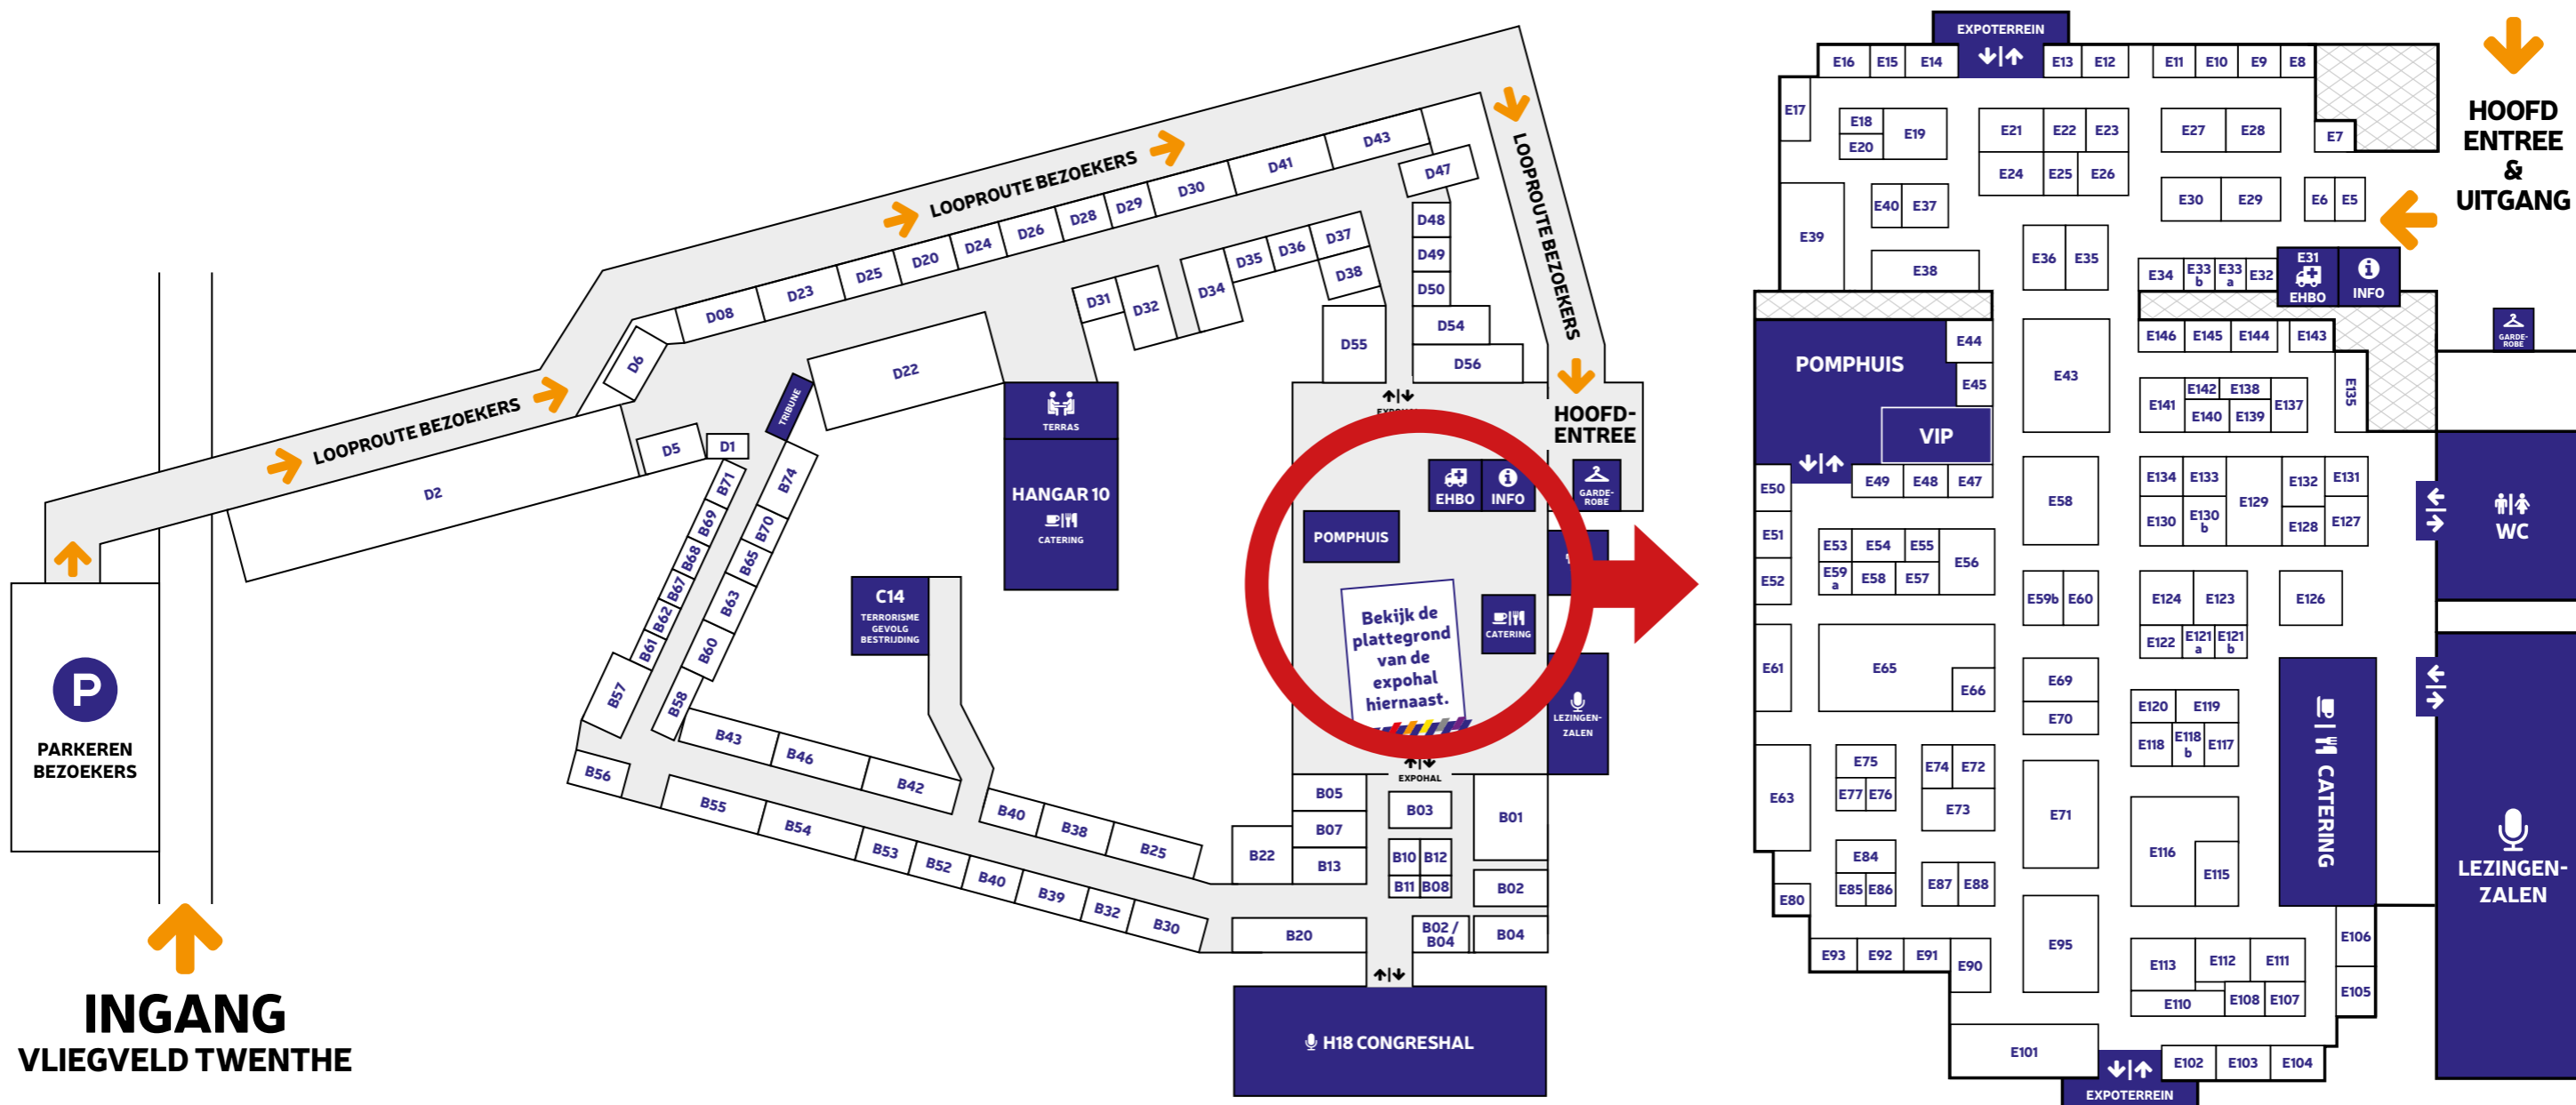 INGANG
VLIEGVELD TWENTHE
P
PARKEREN
BEZOEKERS
LOOPROUTE BEZOEKERS
LOOPROUTE BEZOEKERS
LOOPROUTE BEZOEKERS
D2
D5
D1
D6
D08
D23
D25
D20
D24
D26
D28
D29
D30
D41
D43
D47
D48
D49
D50
D54
D56
D55
D31
D32
D34
D35
D36
D37
D38
D22
TRIBUNE
TERRAS
HANGAR 10
CATERING
C14
TERRORISME
GEVOLG
BESTRIJDING
B71
B69
B68
B67
B62
B61
B57
B74
B70
B65
B63
B60
B58
B56
B43
B46
B42
B55
B54
B53
B52
B40
B39
B32
B30
B40
B38
B25
B22
B05
B07
B13
B03
B10
B12
B11
B08
B01
B02
B20
B02 /
B04
B04
H18 CONGRESHAL
HOOFD-
ENTREE
EHBO
INFO
GARDE-
ROBE
POMPHUIS
Bekijk de
plattegrond
van de
expohal
hiernaast.
CATERING
LEZINGEN-
ZALEN
EXPOHAL
EXPOTERREIN
E16
E15
E14
E13
E12
E11
E10
E9
E8
E17
E18
E20
E19
E21
E22
E23
E24
E25
E26
E27
E28
E7
E30
E29
E6
E5
E40
E37
E39
E38
E36
E35
E34
E33
b
E33
a
E32
E31
EHBO
INFO
HOOFD
ENTREE
&
UITGANG
GARDE-
ROBE
POMPHUIS
VIP
E44
E45
E43
E146
E145
E144
E143
E141
E142
E138
E140
E139
E137
E135
E50
E49
E48
E47
E51
E52
E58
E134
E133
E129
E132
E131
E130
E130
b
E128
E127
WC
E53
E54
E55
E56
E59
a
E58
E57
E59b
E60
E124
E123
E126
E122
E121
a
E121
b
E61
E65
E66
E69
E70
E120
E119
E118
E118
b
E117
CATERING
LEZINGEN-
ZALEN
E63
E75
E77
E76
E74
E72
E73
E71
E116
E115
E80
E84
E85
E86
E87
E88
E95
E93
E92
E91
E90
E113
E112
E111
E110
E108
E107
E106
E105
E101
E102
E103
E104
EXPOTERREIN